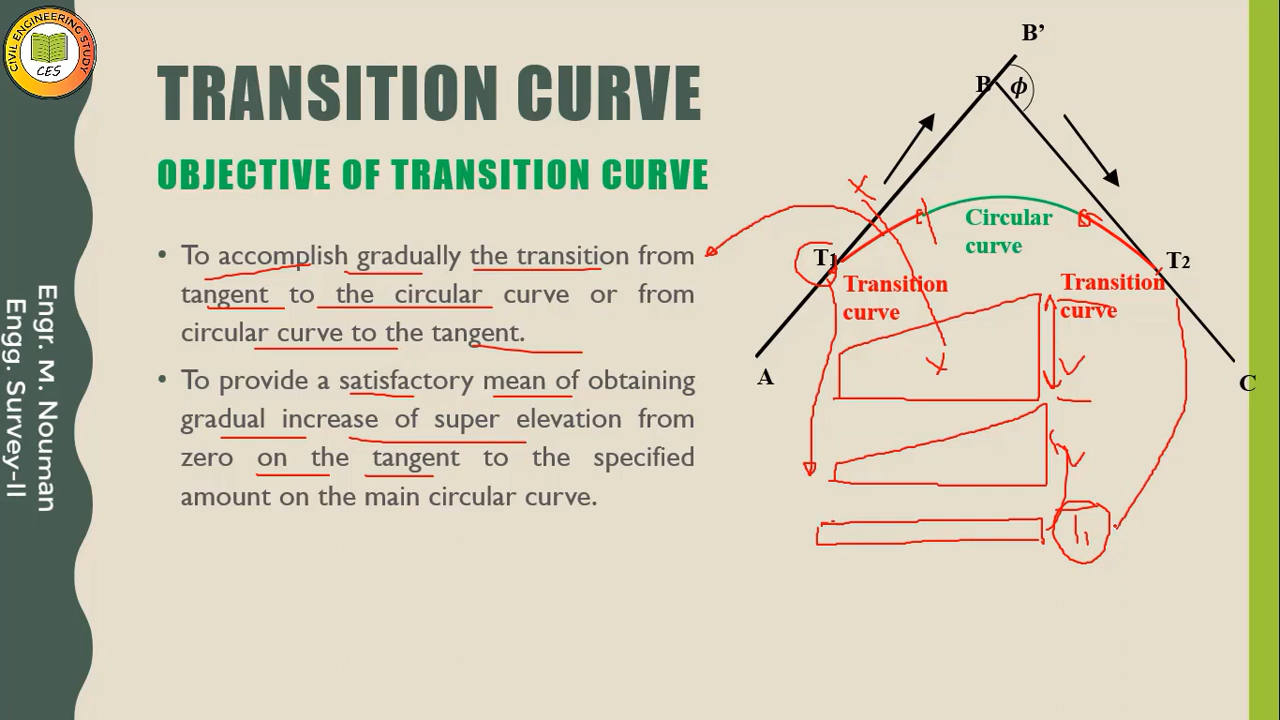 CIVIL ENGINEERING STUDY
CES
Engr. M. Nouman
Engg. Survey-II
TRANSITION CURVE
OBJECTIVE OF TRANSITION CURVE
• To accomplish gradually the transition from
tangent to the circular curve or from
circular curve to the tangent.
• To provide a satisfactory mean of obtaining
gradual increase of super elevation from
zero on the tangent to the specified
amount on the main circular curve.
B’
B
ϕ
Circular
curve
T1
T2
Transition
curve
Transition
curve
A
C